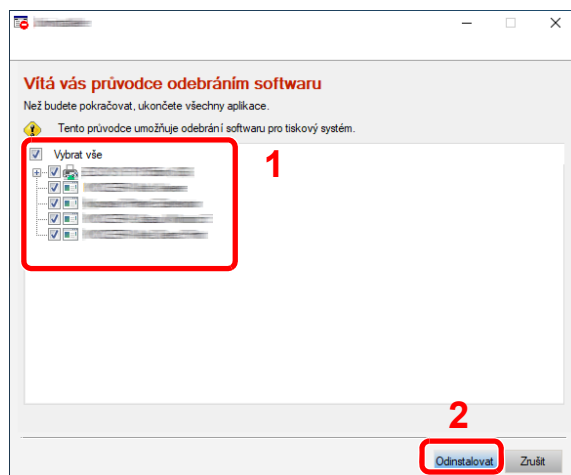 Vítá vás průvodce odebráním softwaru
Než budete pokračovat, ukončete všechny aplikace.
Tento průvodce umožňuje odebrání softwaru pro tiskový systém.
Vybrat vše
1
2
Odinstalovat
Zrušit